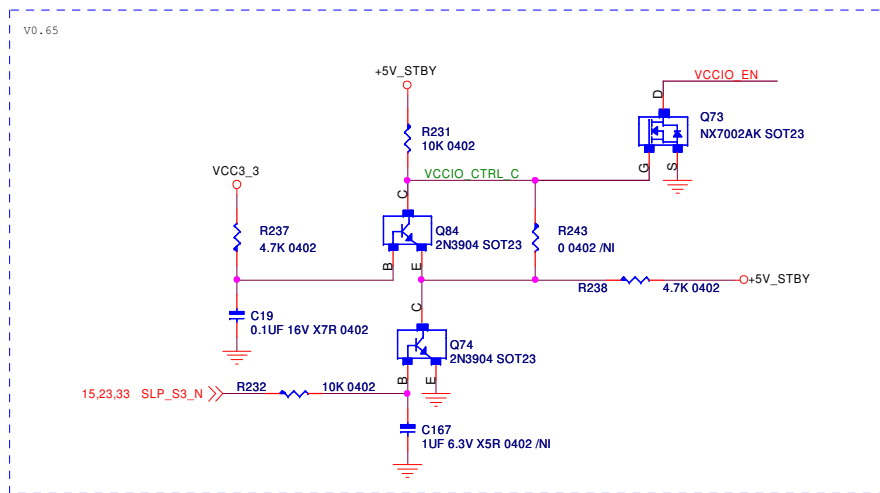 V0.65
+5V_STBY
VCCIO_EN
D
Q73
NX7002AK SOT23
R231
10K 0402
VCC3_3
VCCIO_CTRL_C
G
S
C
R237
4.7K 0402
Q84
2N3904 SOT23
R243
0 0402 /NI
B
E
R238
4.7K 0402
+5V_STBY
C
C19
0.1UF 16V X7R 0402
Q74
2N3904 SOT23
B
E
15,23,33 SLP_S3_N
R232
10K 0402
C167
1UF 6.3V X5R 0402 /NI